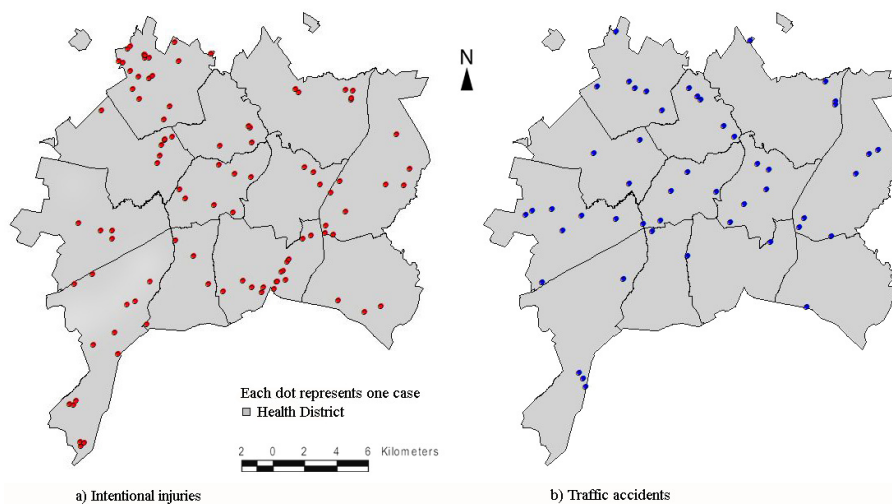 N
Each dot represents one case
Health District
2 0 2 4 6 Kilometers
a) Intentional injuries
b) Traffic accidents